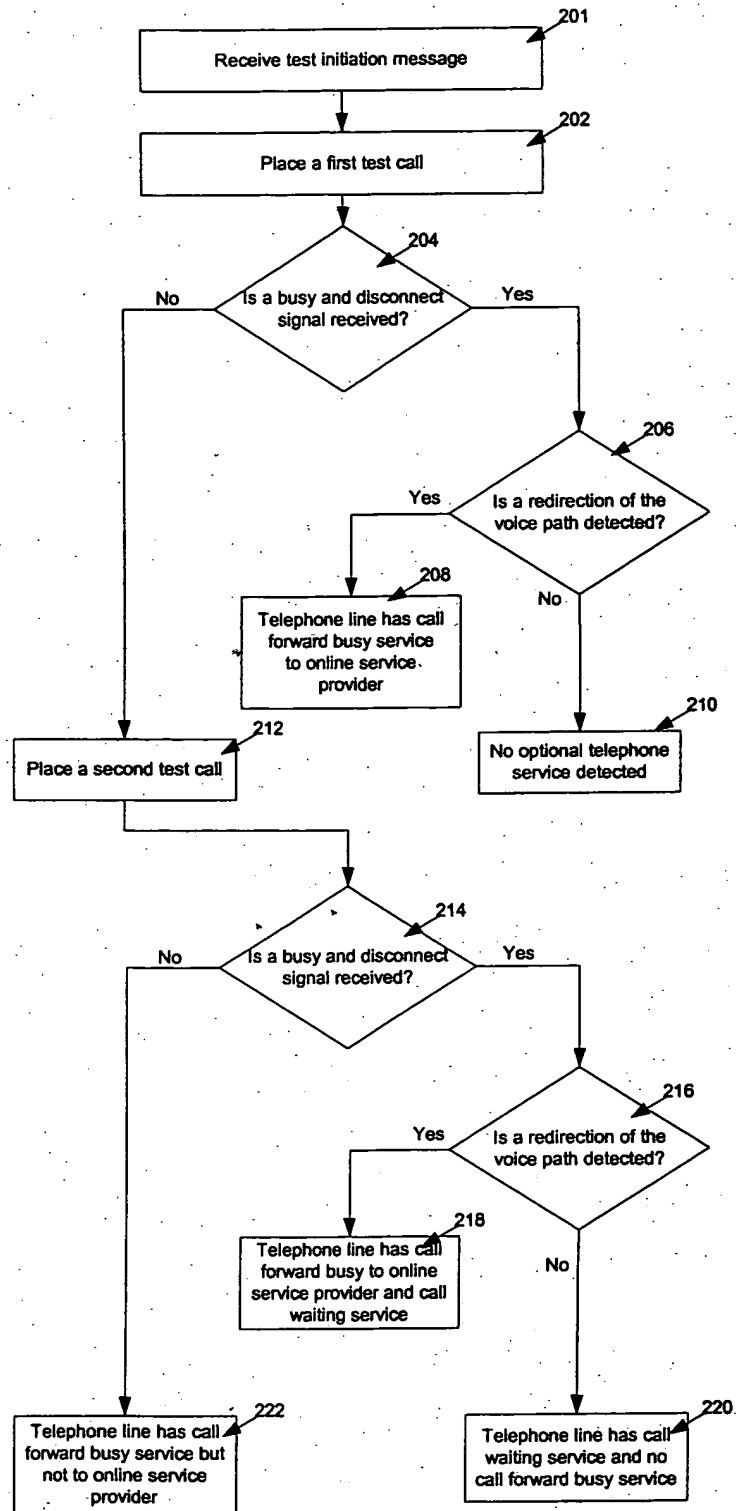 201
Receive test initiation message
202
Place a first test call
204
Is a busy and disconnect
signal received?
No
Yes
206
Is a redirection of the
voice path detected?
Yes
No
208
Telephone line has call
forward busy service
to online service
provider
210
No optional telephone
service detected
212
Place a second test call
214
Is a busy and disconnect
signal received?
No
Yes
216
Is a redirection of the
voice path detected?
Yes
No
218
Telephone line has call
forward busy to online
service provider and call
waiting service
220
Telephone line has call
waiting service and no
call forward busy service
222
Telephone line has call
forward busy service but
not to online service
provider